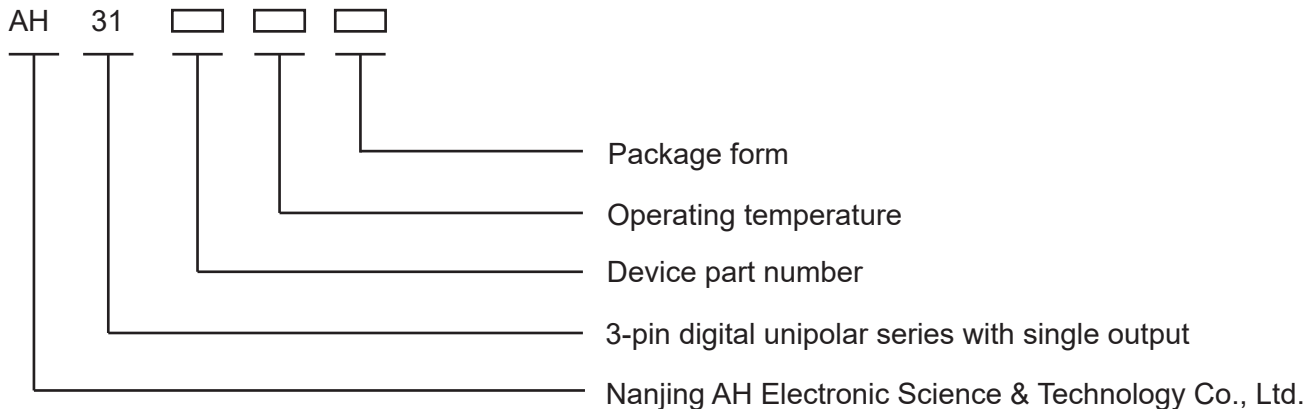 AH 31
Package form
Operating temperature
Device part number
3-pin digital unipolar series with single output
Nanjing AH Electronic Science & Technology Co., Ltd.